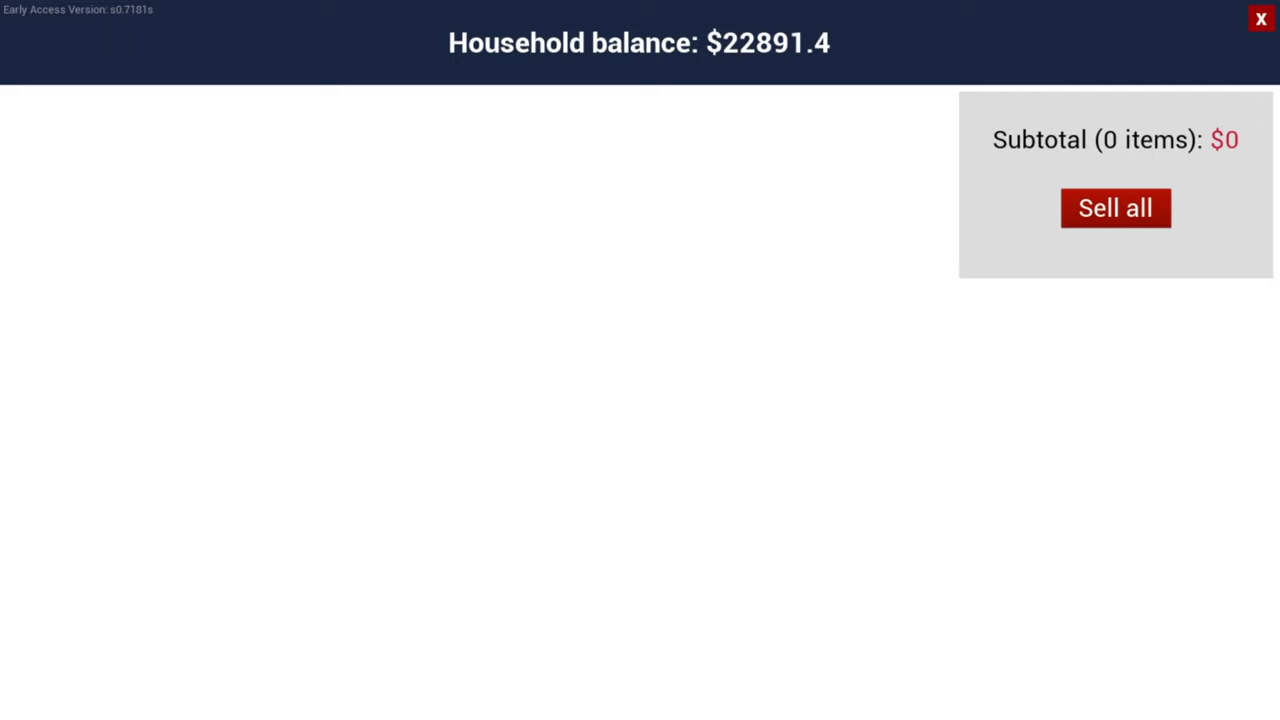 Early Access Version: s0.7181s
X
Household balance: $22891.4
Subtotal (0 items): $0
Sell all